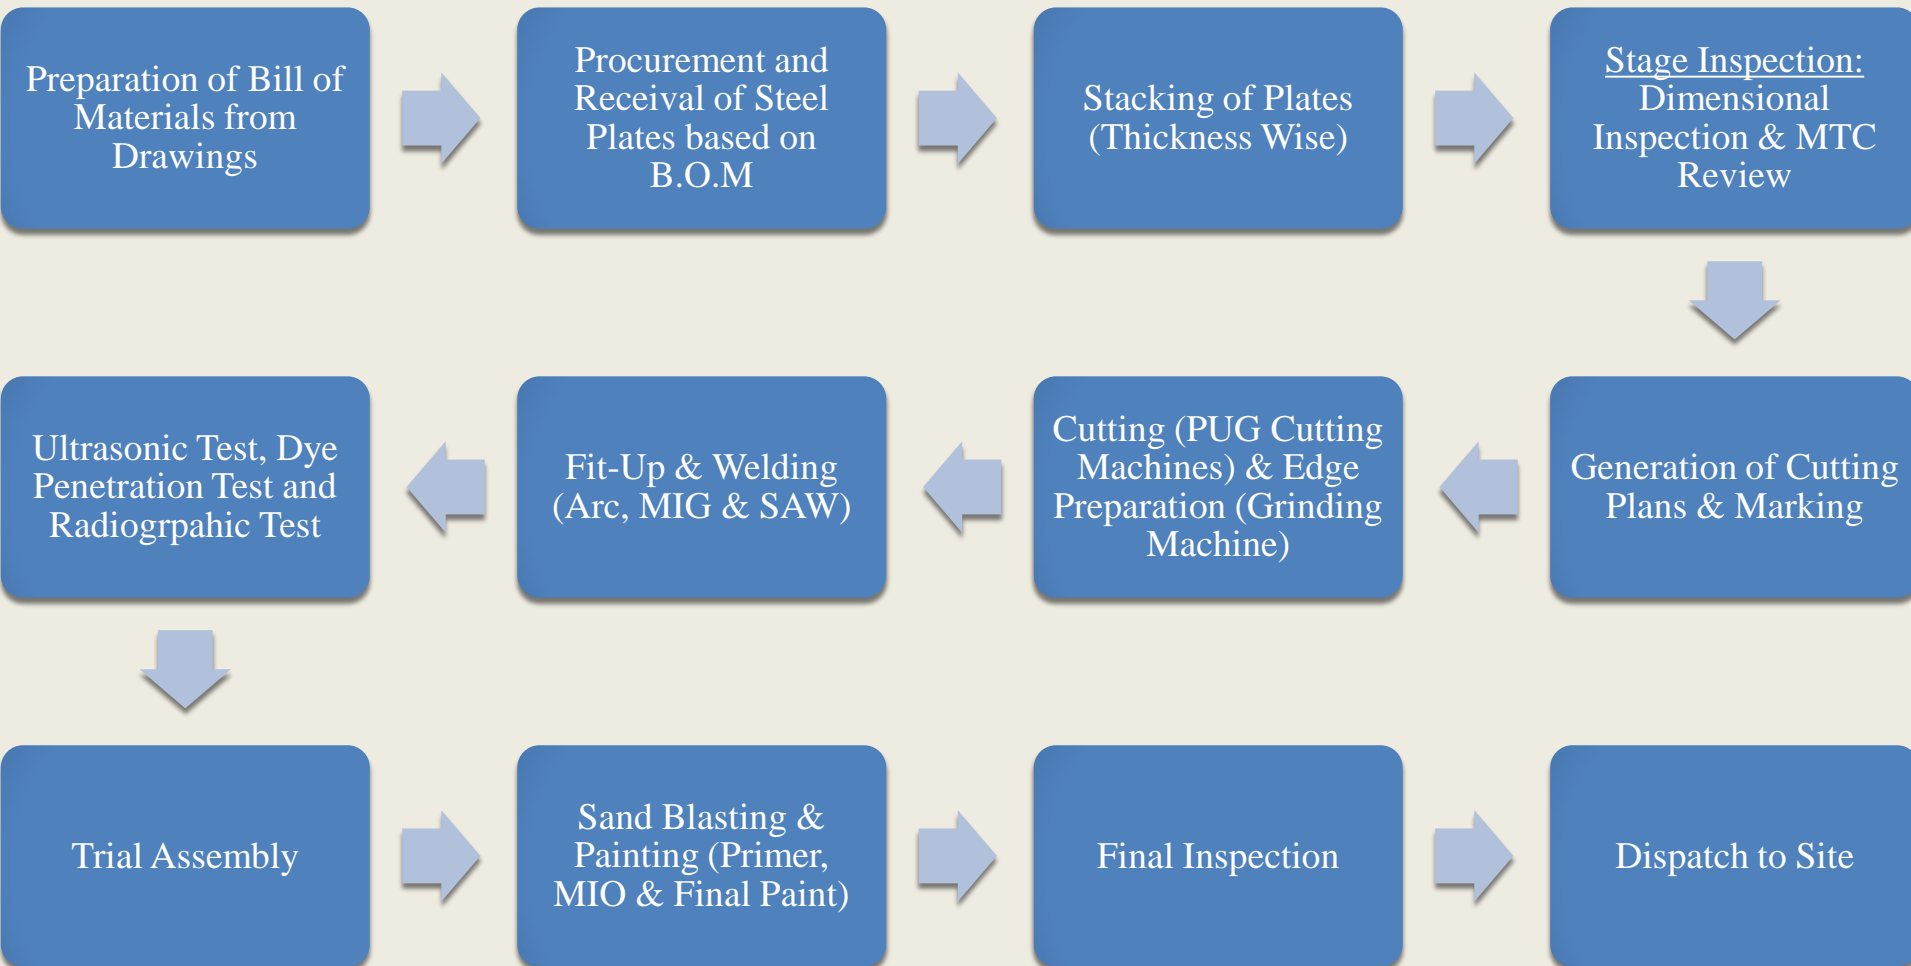 Preparation of Bill of
Materials from
Drawings
Procurement and
Receival of Steel
Plates based on
B.O.M
Stacking of Plates
(Thickness Wise)
Stage Inspection:
Dimensional
Inspection & MTC
Review
Generation of Cutting
Plans & Marking
Cutting (PUG Cutting
Machines) & Edge
Preparation (Grinding
Machine)
Fit-Up & Welding
(Arc, MIG & SAW)
Ultrasonic Test, Dye
Penetration Test and
Radiogrpahic Test
Trial Assembly
Sand Blasting &
Painting (Primer,
MIO & Final Paint)
Final Inspection
Dispatch to Site